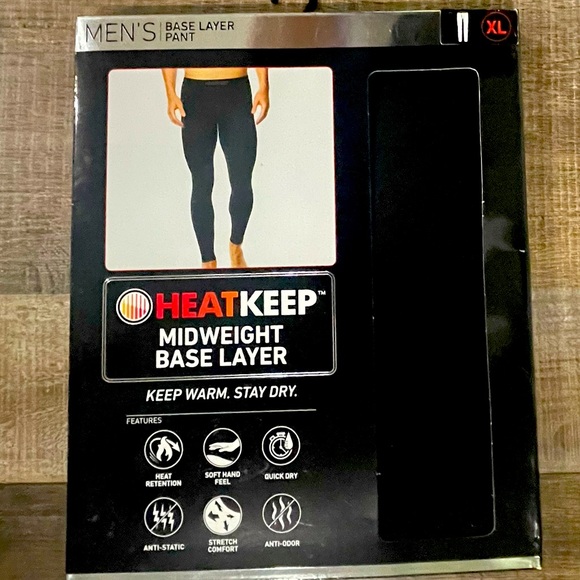 MEN'S BASE LAYER
PANT
XL
HEATKEEP™
MIDWEIGHT
BASE LAYER
KEEP WARM. STAY DRY.
FEATURES
HEAT
RETENTION
SOFT HAND
FEEL
QUICK DRY
ANTI-STATIC
STRETCH
COMFORT
ANTI-ODOR